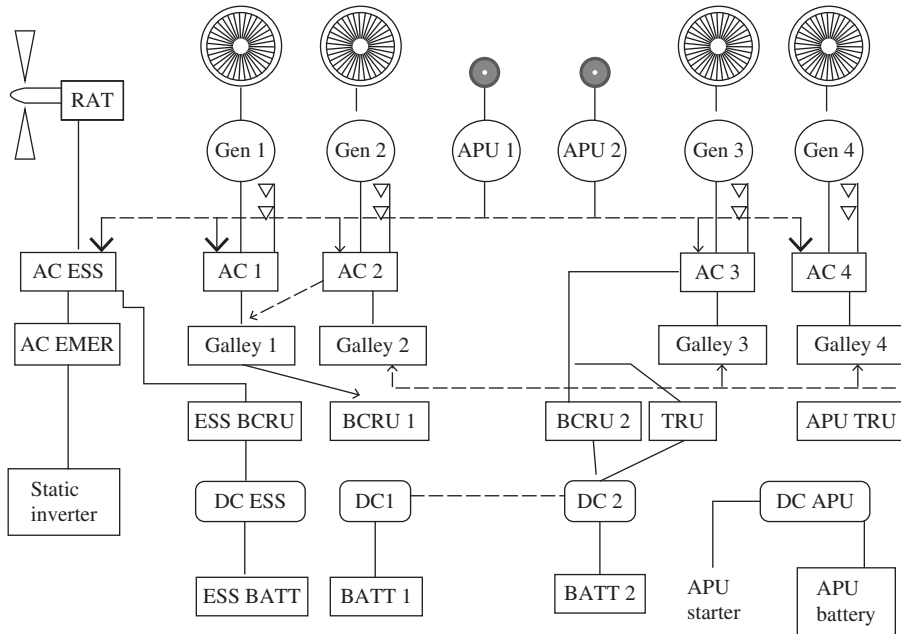 RAT
Gen 1
Gen 2
APU 1
APU 2
Gen 3
Gen 4
AC ESS
AC 1
AC 2
AC 3
AC 4
AC EMER
Galley 1
Galley 2
Galley 3
Galley 4
ESS BCRU
BCRU 1
BCRU 2
TRU
APU TRU
Static
inverter
DC ESS
DC1
DC 2
DC APU
ESS BATT
BATT 1
BATT 2
APU
starter
APU
battery